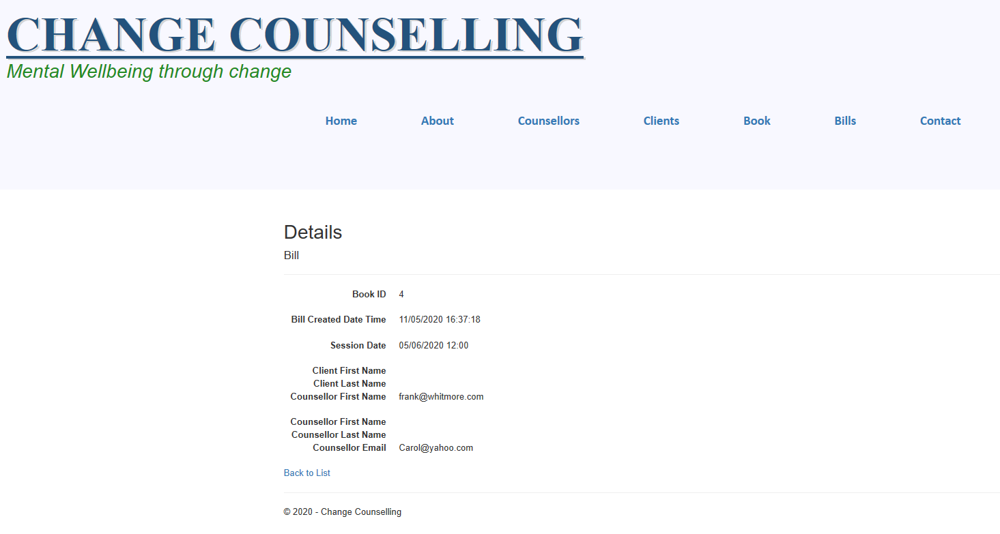 CHANGE COUNSELLING
Mental Wellbeing through change
Home About Counsellors Clients Book Bills Contact
Details
Bill
Book ID 4
Bill Created Date Time 11/05/2020 16:37:18
Session Date 05/06/2020 12:00
Client First Name
Client Last Name
Counsellor First Name frank@whitmore.com
Counsellor First Name
Counsellor Last Name
Counsellor Email Carol@yahoo.com
Back to List
© 2020 - Change Counselling